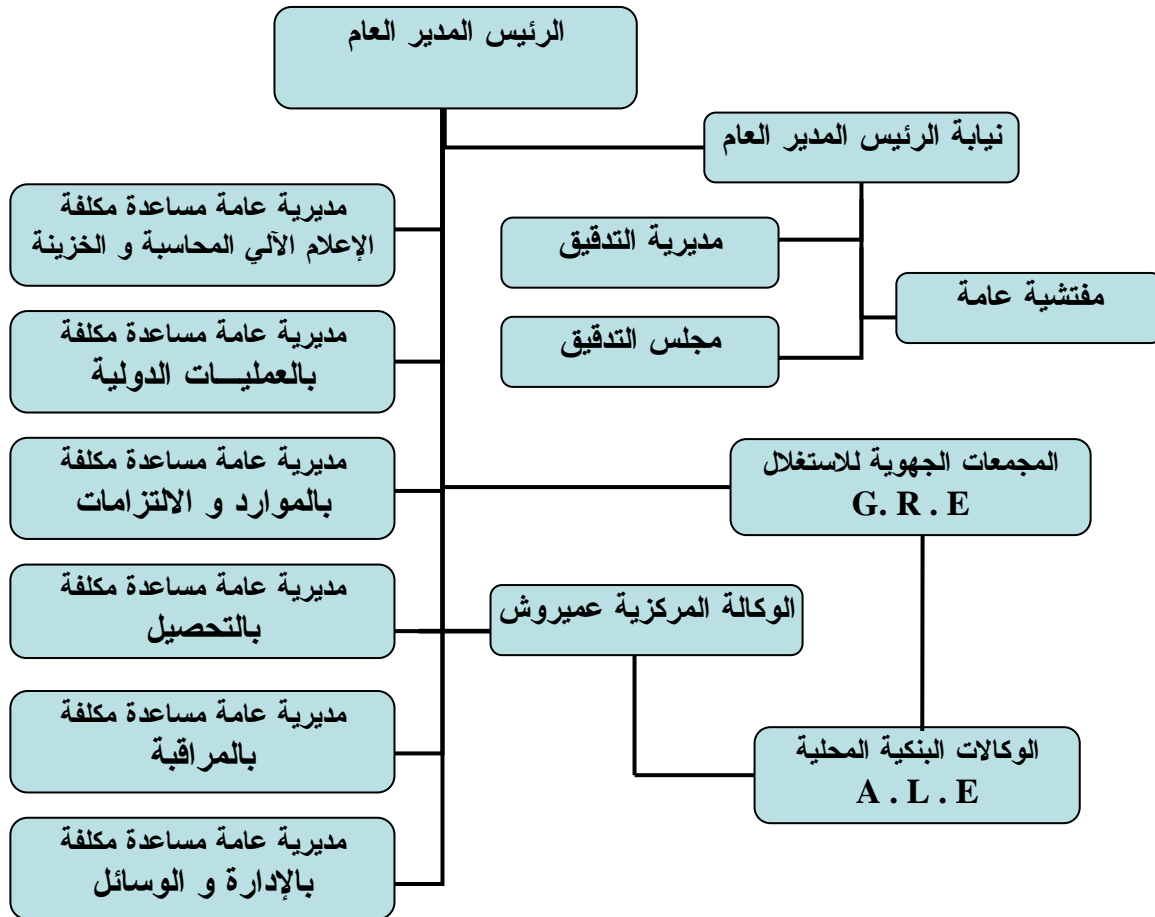 الرئيس المدير العام
نيابة الرئيس المدير العام
مديرية عامة مساعدة مكلفة
الإعلام الآلي المحاسبة و الخزينة
مديرية التدقيق
مفتشية عامة
مديرية عامة مساعدة مكلفة
بالعمليـــات الدولية
مجلس التدقيق
مديرية عامة مساعدة مكلفة
بالموارد و الالتزامات
المجمعات الجهوية للاستغلال
G. R . E
مديرية عامة مساعدة مكلفة
بالتحصيل
الوكالة المركزية عميروش
مديرية عامة مساعدة مكلفة
بالمراقبة
الوكالات البنكية المحلية
A . L . E
مديرية عامة مساعدة مكلفة
بالإدارة و الوسائل